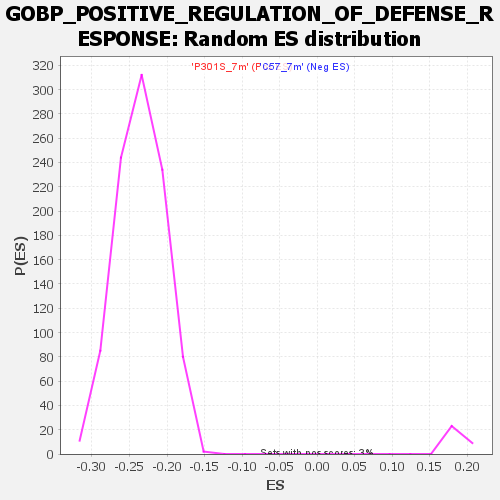 GOBP_POSITIVE_REGULATION_OF_DEFENSE_R
ESPONSE: Random ES distribution
'P301S_7m' (P
C57_7m' (Neg ES)
320
300
280
260
240
220
200
180
160
140
120
100
80
60
40
20
0
P(ES)
Sets with pos scores: 3%
-0.30 -0.25 -0.20 -0.15 -0.10 -0.05 0.00 0.05 0.10 0.15 0.20
ES